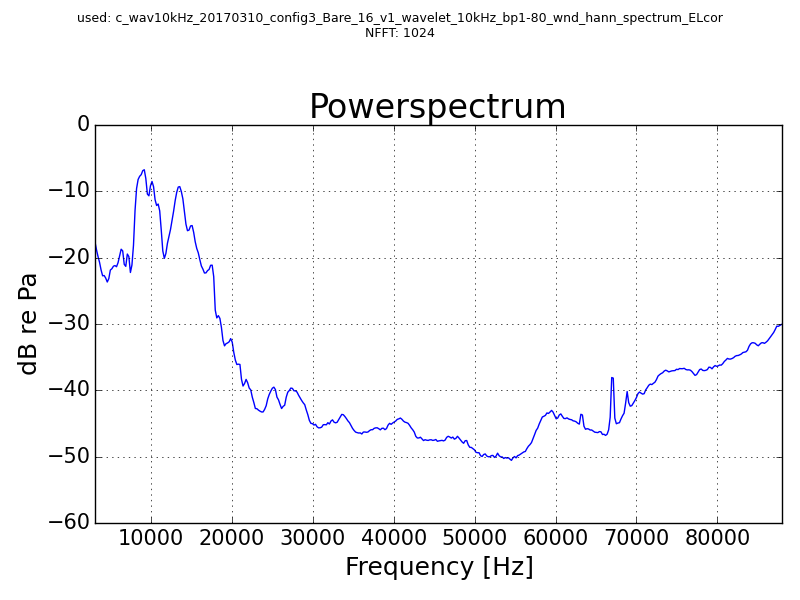 used: c_wav10kHz_20170310_config3_Bare_16_v1_wavelet_10kHz_bp1-80_wnd_hann_spectrum_ELcor
NFFT: 1024
Powerspectrum
0
−10
−20
−30
−40
−50
−60
dB re Pa
10000 20000 30000 40000 50000 60000 70000 80000
Frequency [Hz]